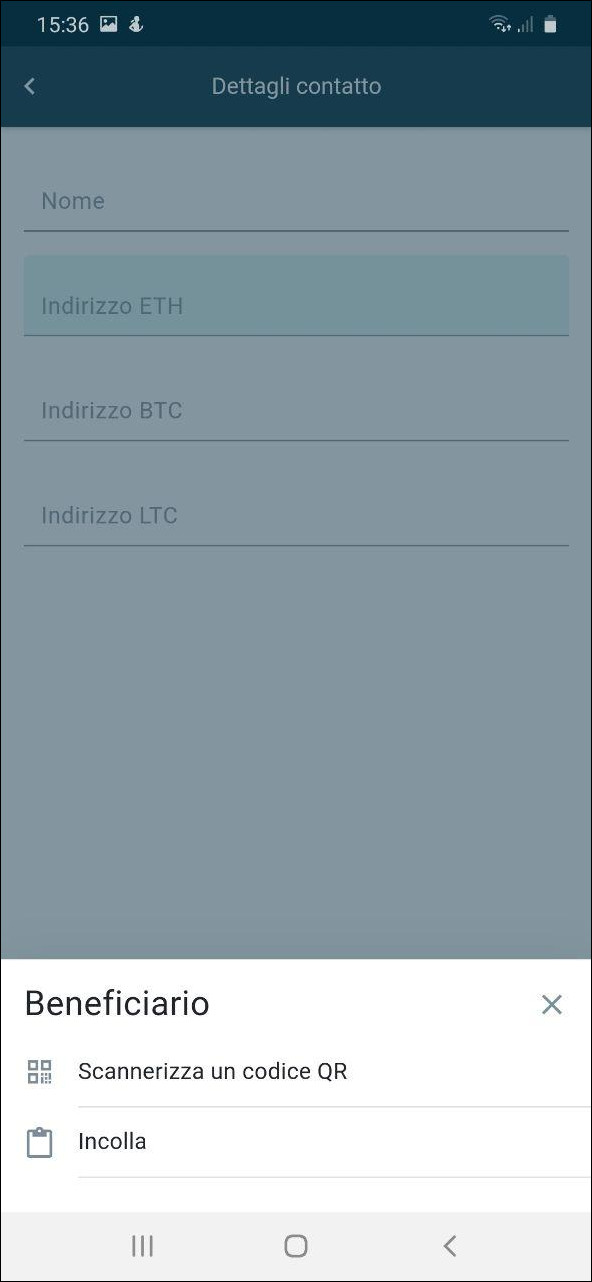 15:36
Dettagli contatto
Nome
Indirizzo ETH
Indirizzo BTC
Indirizzo LTC
Beneficiario
Scannerizza un codice QR
Incolla